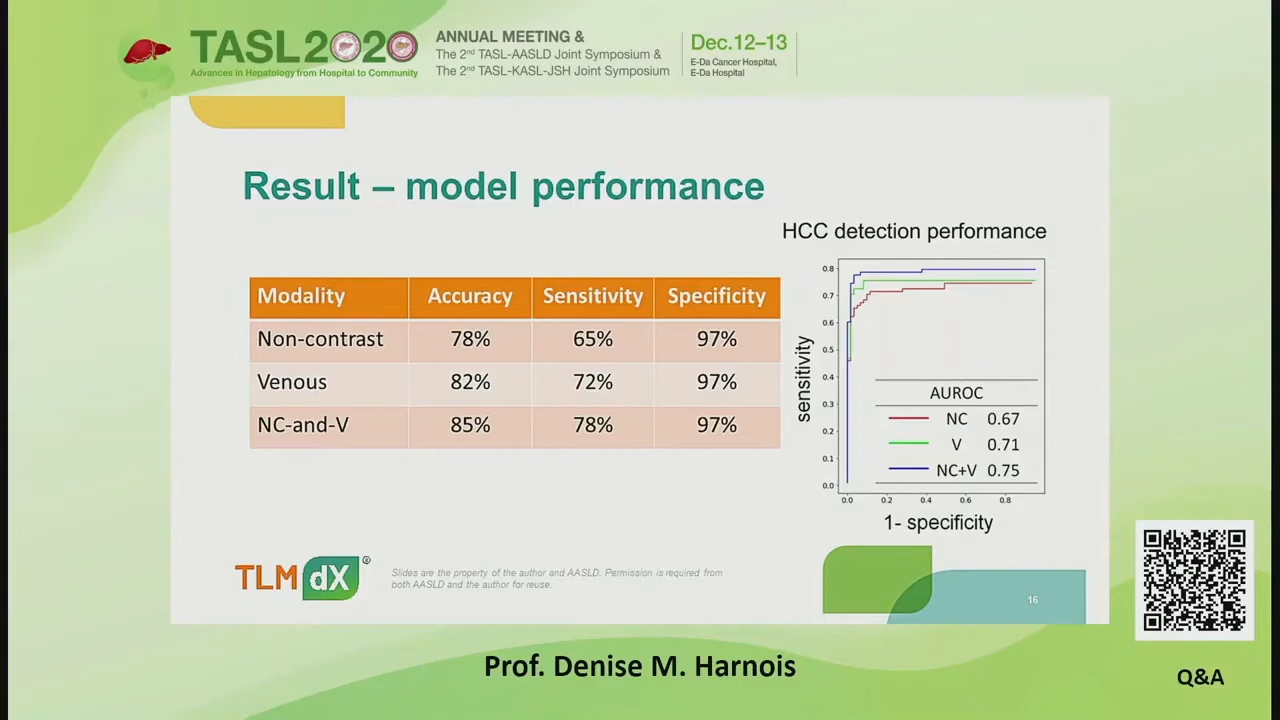 TASL2020
Advances in Hepatology from Hospital to Community
ANNUAL MEETING &
The 2nd TASL-AASLD Joint Symposium &
The 2nd TASL-KASL-JSH Joint Symposium
Dec.12–13
E-Da Cancer Hospital,
E-Da Hospital
Result – model performance
Modality Accuracy Sensitivity Specificity
Non-contrast 78% 65% 97%
Venous 82% 72% 97%
NC-and-V 85% 78% 97%
HCC detection performance
sensitivity
0.8
0.7
0.6
0.5
0.4
0.3
0.2
0.1
0.0
AUROC
NC 0.67
V 0.71
NC+V 0.75
0.0 0.2 0.4 0.6 0.8
1- specificity
TLMdX®
Slides are the property of the author and AASLD. Permission is required from
both AASLD and the author for reuse.
16
Prof. Denise M. Harnois
Q&A